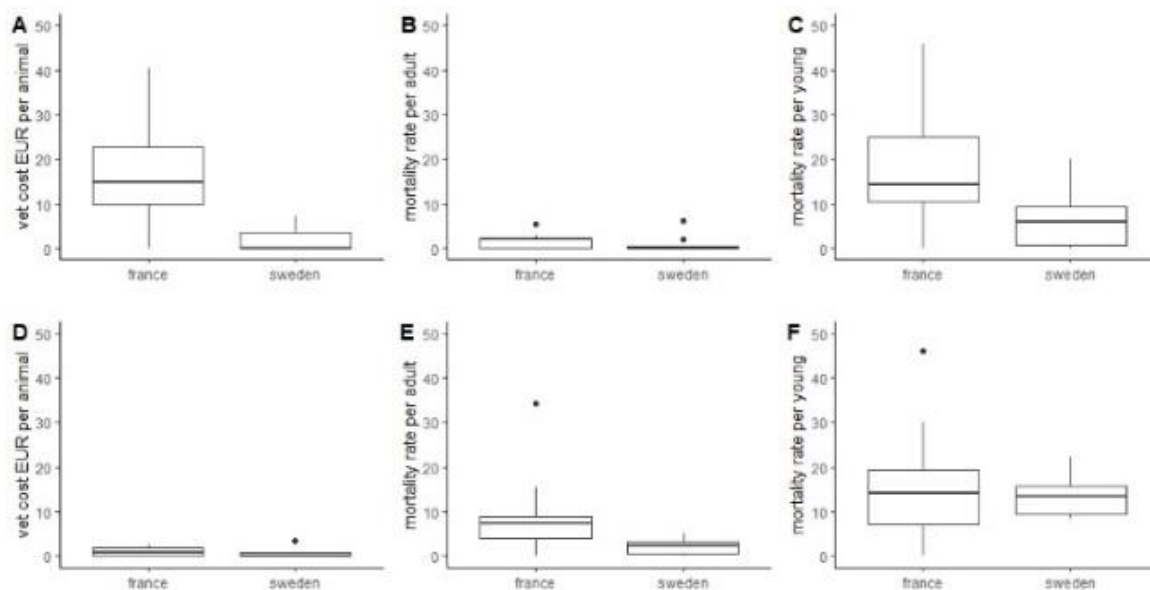 A
vet cost EUR per animal
50
40
30
20
10
0
france sweden
B
mortality rate per adult
50
40
30
20
10
0
france sweden
C
mortality rate per young
50
40
30
20
10
0
france sweden
D
vet cost EUR per animal
50
40
30
20
10
0
france sweden
E
mortality rate per adult
50
40
30
20
10
0
france sweden
F
mortality rate per young
50
40
30
20
10
0
france sweden